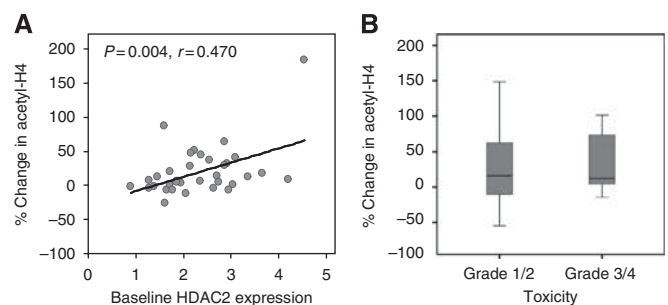 A
P = 0.004, r = 0.470
% Change in acetyl-H4
200
150
100
50
0
−50
−100
0
1
2
3
4
5
Baseline HDAC2 expression
B
% Change in acetyl-H4
200
150
100
50
0
−50
−100
Grade 1/2
Grade 3/4
Toxicity